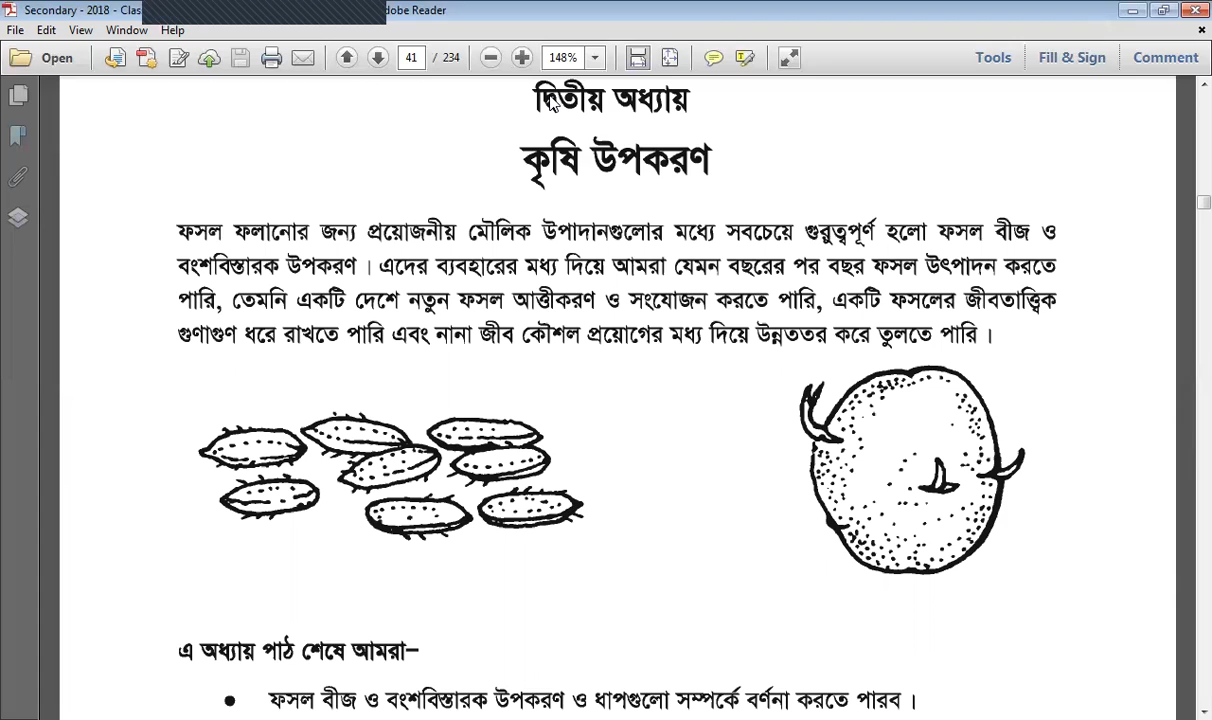 Secondary - 2018 - Clas
dobe Reader
File Edit View Window Help
Open 41 / 234 148% Tools Fill & Sign Comment
দ্বিতীয় অধ্যায়
কৃষি উপকরণ
ফসল ফলানোর জন্য প্রয়োজনীয় মৌলিক উপাদানগুলোর মধ্যে সবচেয়ে গুরুত্বপূর্ণ হলো ফসল বীজ ও
বংশবিস্তারক উপকরণ । এদের ব্যবহারের মধ্য দিয়ে আমরা যেমন বছরের পর বছর ফসল উৎপাদন করতে
পারি, তেমনি একটি দেশে নতুন ফসল আত্তীকরণ ও সংযোজন করতে পারি, একটি ফসলের জীবতাত্ত্বিক
গুণাগুণ ধরে রাখতে পারি এবং নানা জীব কৌশল প্রয়োগের মধ্য দিয়ে উন্নততর করে তুলতে পারি ।
এ অধ্যায় পাঠ শেষে আমরা–
• ফসল বীজ ও বংশবিস্তারক উপকরণ ও ধাপগুলো সম্পর্কে বর্ণনা করতে পারব ।